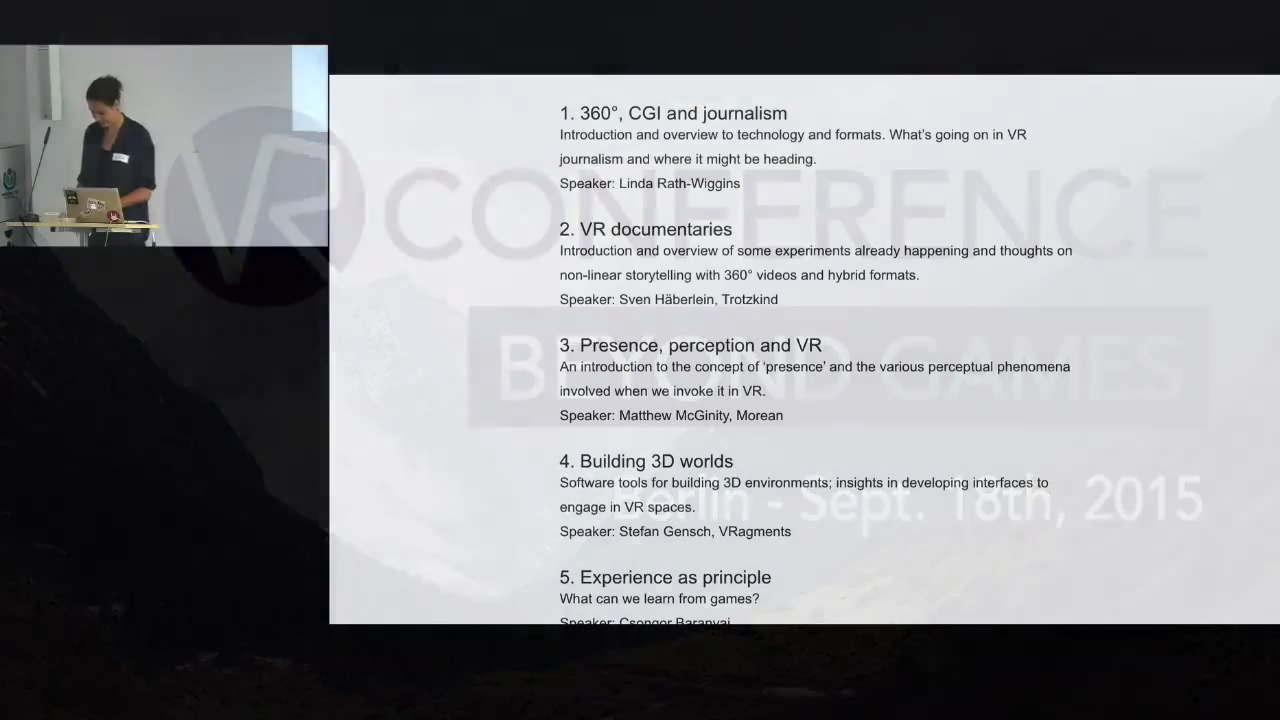 1. 360°, CGI and journalism
Introduction and overview to technology and formats. What's going on in VR
journalism and where it might be heading.
Speaker: Linda Rath-Wiggins
2. VR documentaries
Introduction and overview of some experiments already happening and thoughts on
non-linear storytelling with 360° videos and hybrid formats.
Speaker: Sven Häberlein, Trotzkind
3. Presence, perception and VR
An introduction to the concept of ‘presence’ and the various perceptual phenomena
involved when we invoke it in VR.
Speaker: Matthew McGinity, Morean
4. Building 3D worlds
Software tools for building 3D environments; insights in developing interfaces to
engage in VR spaces.
Speaker: Stefan Gensch, VRagments
5. Experience as principle
What can we learn from games?
Speaker: Csongor Baranyai
VR CONFERENCE
BEYOND GAMES
Berlin - Sept. 18th, 2015